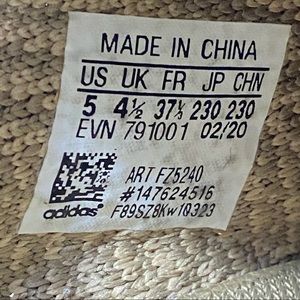 MADE IN CHINA
US UK FR JP CHN
5 4½ 37⅓ 230 230
EVN 791001 02/20
ART FZ5240
#147624516
adidas F89SZ8Kw10323